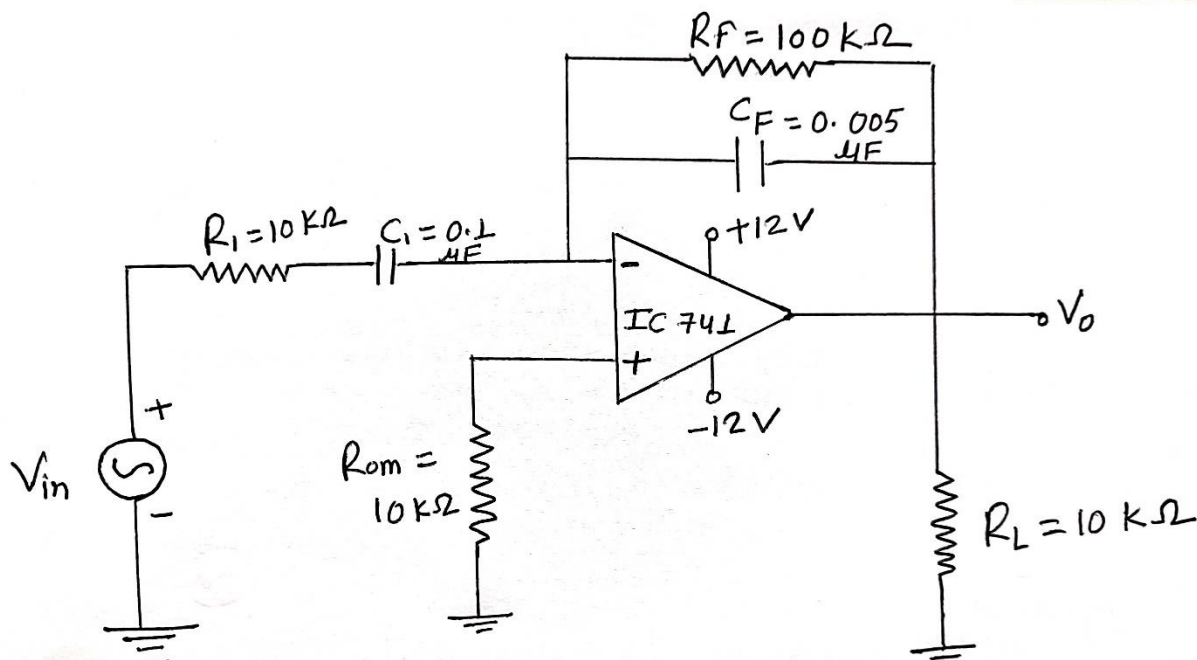 RF = 100 KΩ
CF = 0.005
μF
R1 = 10 KΩ
C1 = 0.1
μF
+12V
-
IC 741
+
-12V
Vo
+
Vin
-
Rom =
10 KΩ
RL = 10 KΩ